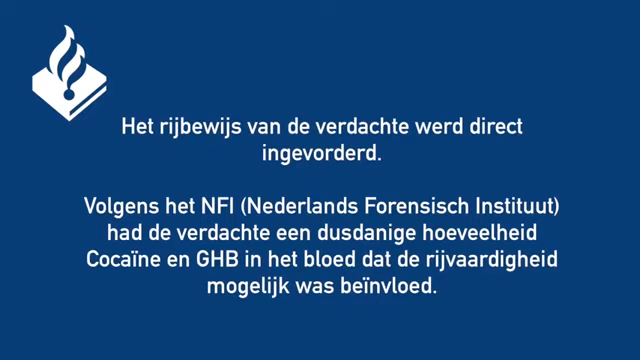 Het rijbewijs van de verdachte werd direct
ingevorderd.
Volgens het NFI (Nederlands Forensisch Instituut)
had de verdachte een dusdanige hoeveelheid
Cocaïne en GHB in het bloed dat de rijvaardigheid
mogelijk was beïnvloed.